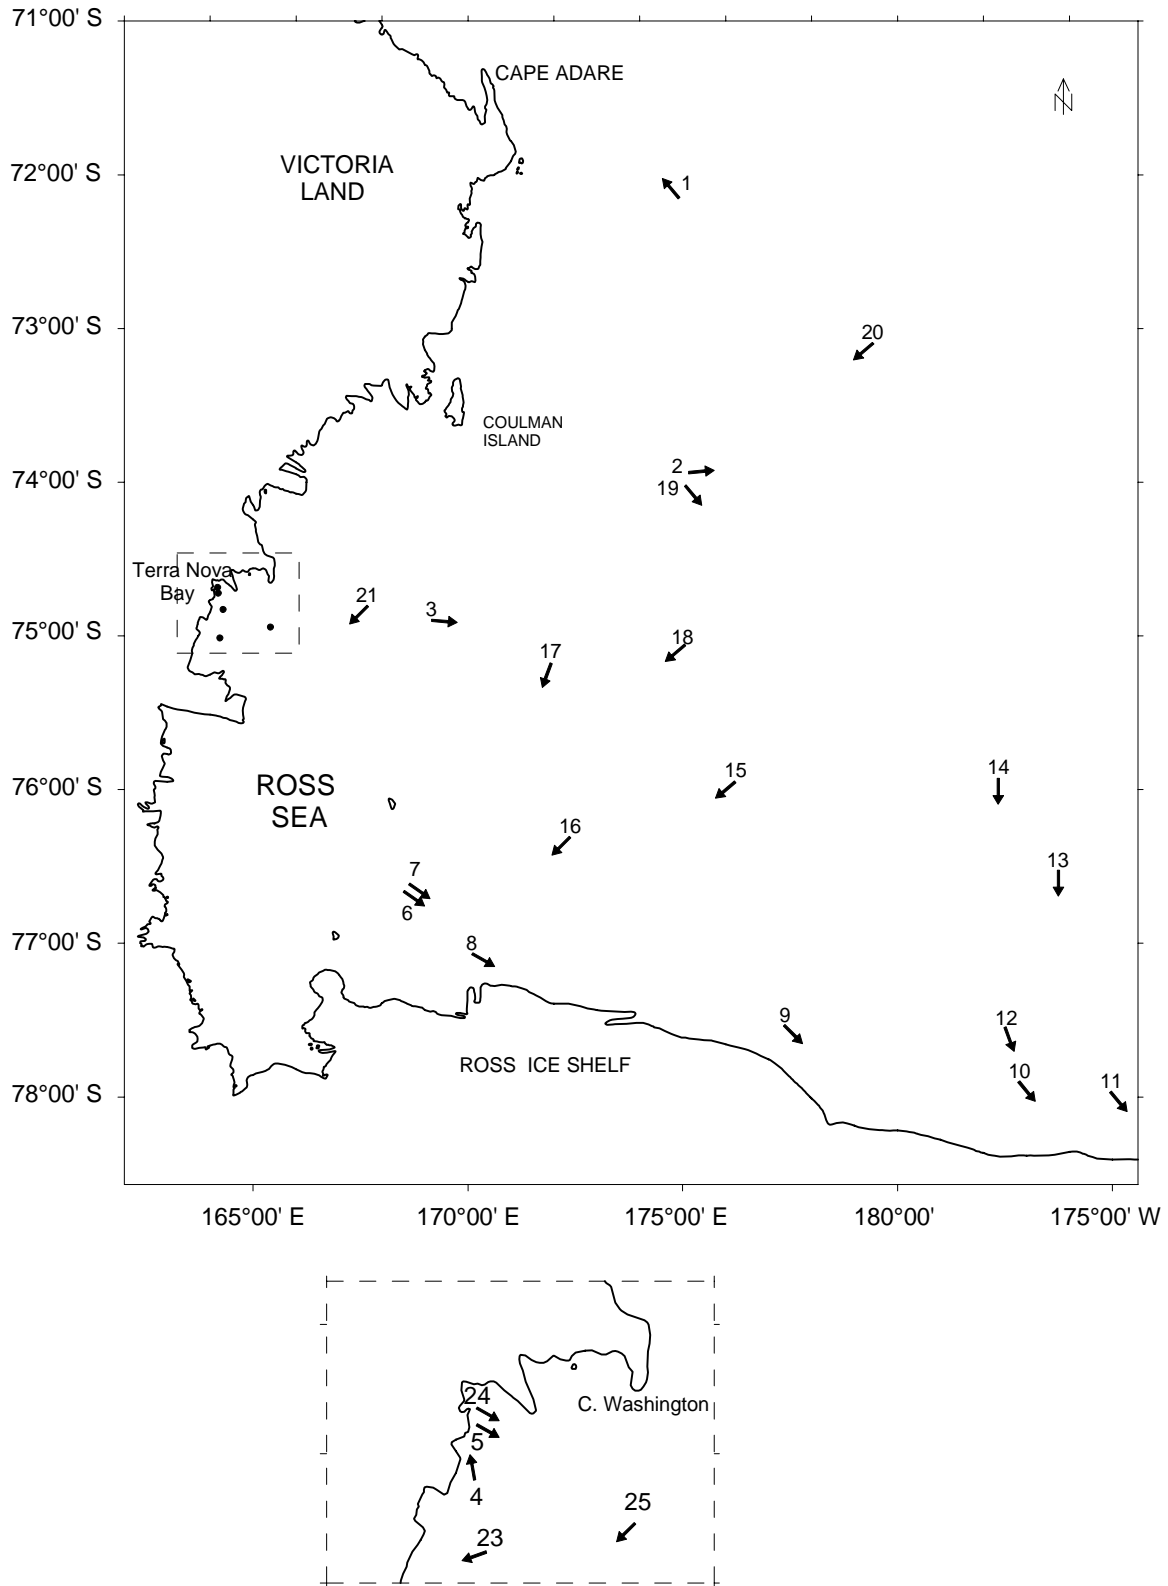 71°00' S
CAPE ADARE
N
VICTORIA
LAND
72°00' S
1
73°00' S
20
COULMAN
ISLAND
2
74°00' S
19
Terra Nova
Bay
21
3
75°00' S
18
17
ROSS
SEA
76°00' S
15
14
16
13
7
6
77°00' S
8
9
12
ROSS ICE SHELF
10
11
78°00' S
165°00' E
170°00' E
175°00' E
180°00'
175°00' W
24
C. Washington
5
4
25
23